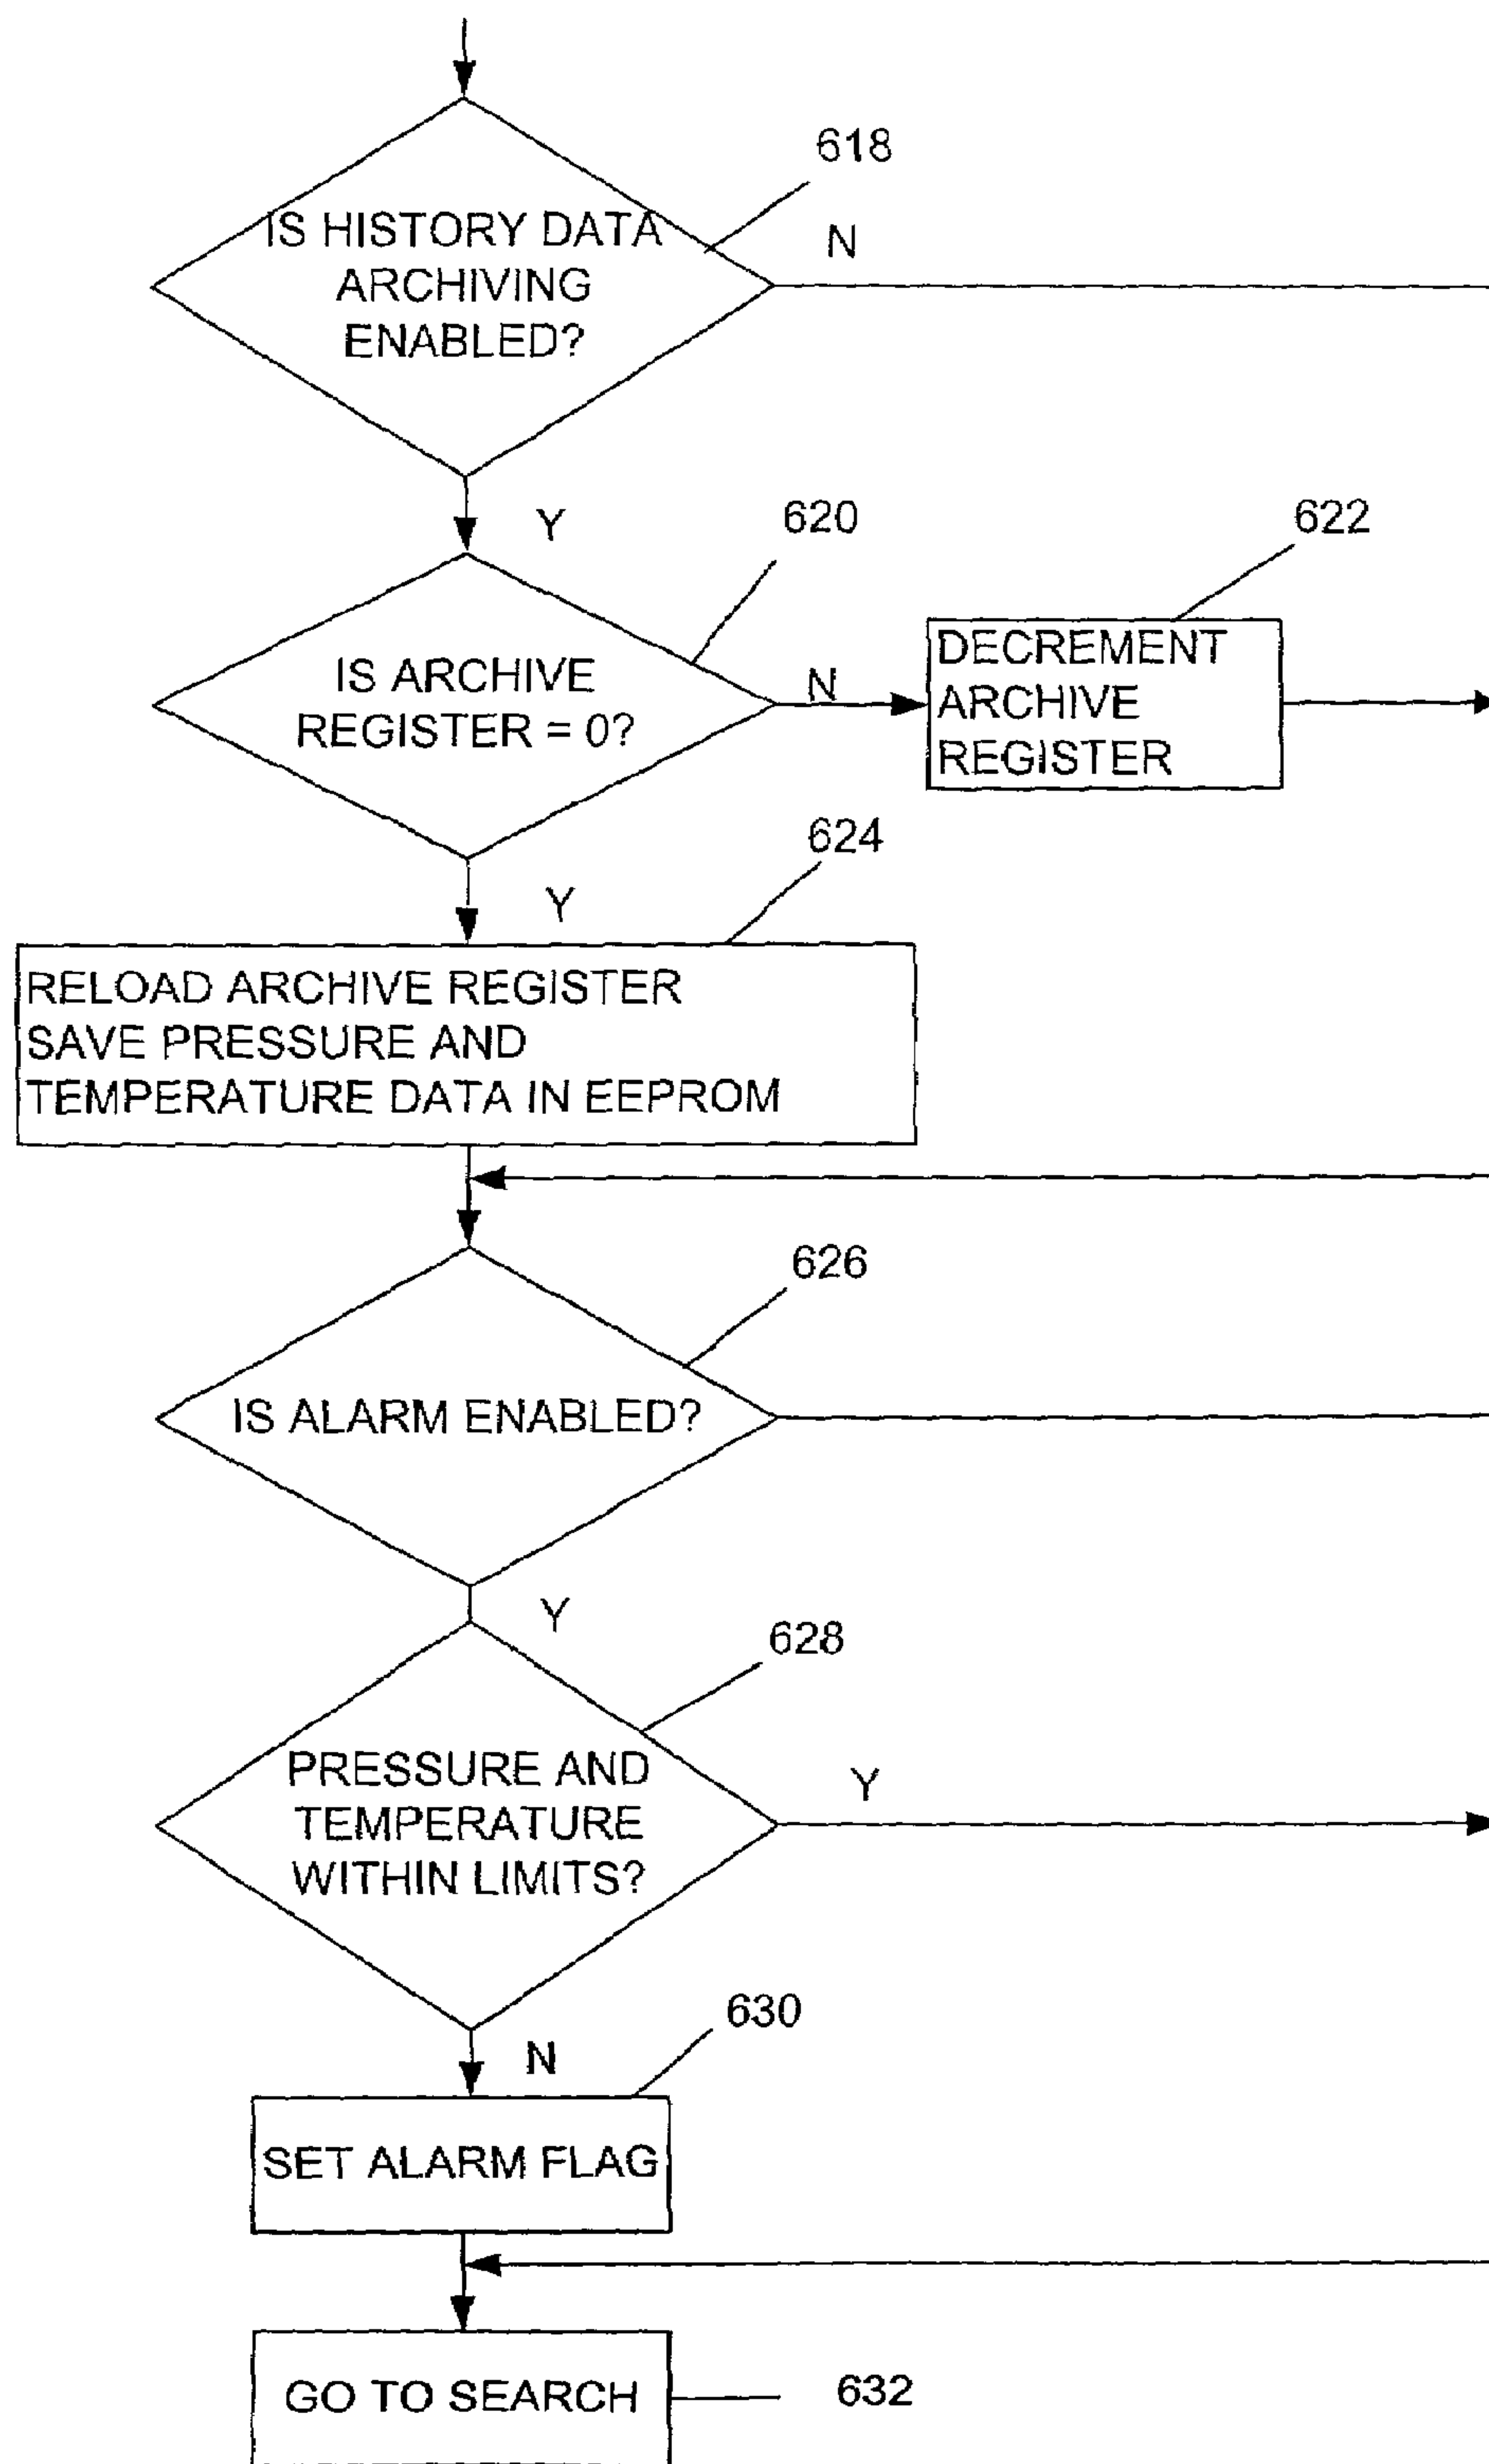 618
IS HISTORY DATA
ARCHIVING
ENABLED?
N
Y
620
622
IS ARCHIVE
REGISTER = 0?
N
DECREMENT
ARCHIVE
REGISTER
624
Y
RELOAD ARCHIVE REGISTER
SAVE PRESSURE AND
TEMPERATURE DATA IN EEPROM
626
IS ALARM ENABLED?
Y
628
PRESSURE AND
TEMPERATURE
WITHIN LIMITS?
Y
630
N
SET ALARM FLAG
GO TO SEARCH
632